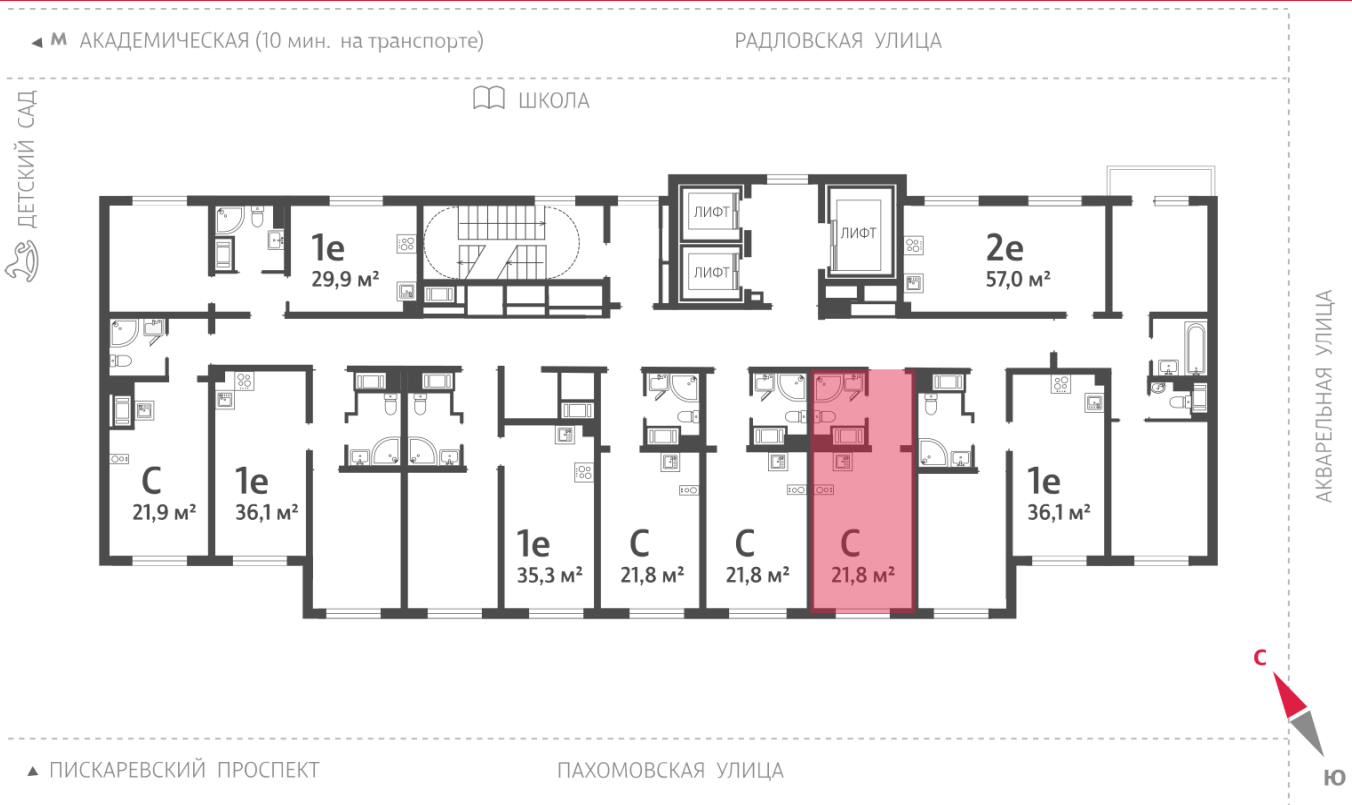 М АКАДЕМИЧЕСКАЯ (10 мин. на транспорте)
РАДЛОВСКАЯ УЛИЦА
ШКОЛА
ДЕТСКИЙ САД
ЛИФТ
ЛИФТ
ЛИФТ
1е
29,9 м²
2е
57,0 м²
АКВАРЕЛЬНАЯ УЛИЦА
С
21,9 м²
1е
36,1 м²
1е
35,3 м²
С
21,8 м²
С
21,8 м²
С
21,8 м²
1е
36,1 м²
С
Ю
ПИСКАРЕВСКИЙ ПРОСПЕКТ
ПАХОМОВСКАЯ УЛИЦА